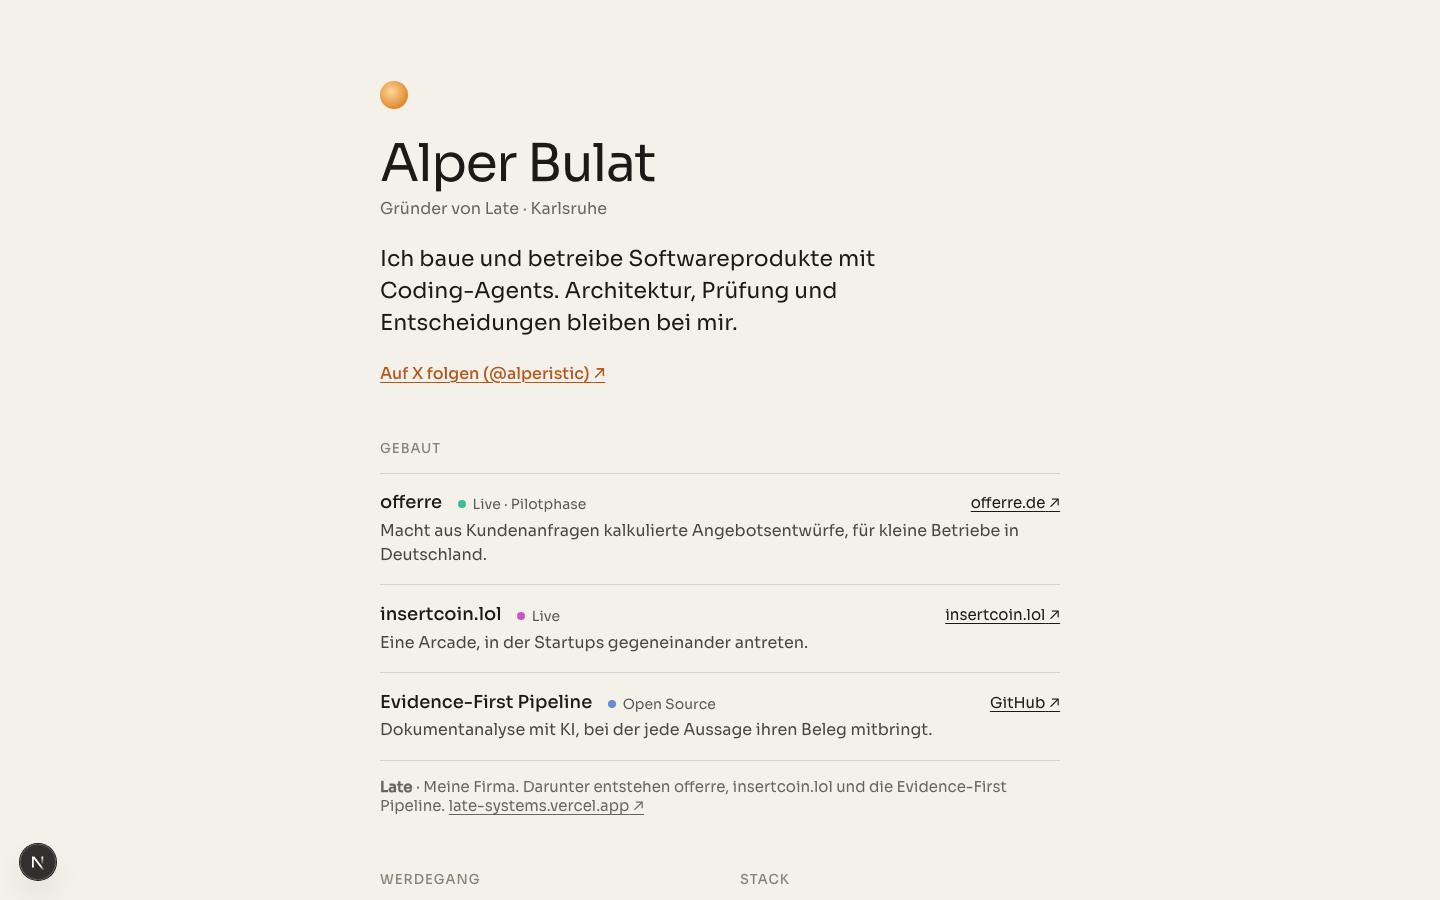 Alper Bulat
Gründer von Late · Karlsruhe
Ich baue und betreibe Softwareprodukte mit
Coding-Agents. Architektur, Prüfung und
Entscheidungen bleiben bei mir.
Auf X folgen (@alperistic) ↗
GEBAUT
offerre Live · Pilotphase offerre.de ↗
Macht aus Kundenanfragen kalkulierte Angebotsentwürfe, für kleine Betriebe in
Deutschland.
insertcoin.lol Live insertcoin.lol ↗
Eine Arcade, in der Startups gegeneinander antreten.
Evidence-First Pipeline Open Source GitHub ↗
Dokumentanalyse mit KI, bei der jede Aussage ihren Beleg mitbringt.
Late · Meine Firma. Darunter entstehen offerre, insertcoin.lol und die Evidence-First
Pipeline. late-systems.vercel.app ↗
N
WERDEGANG STACK